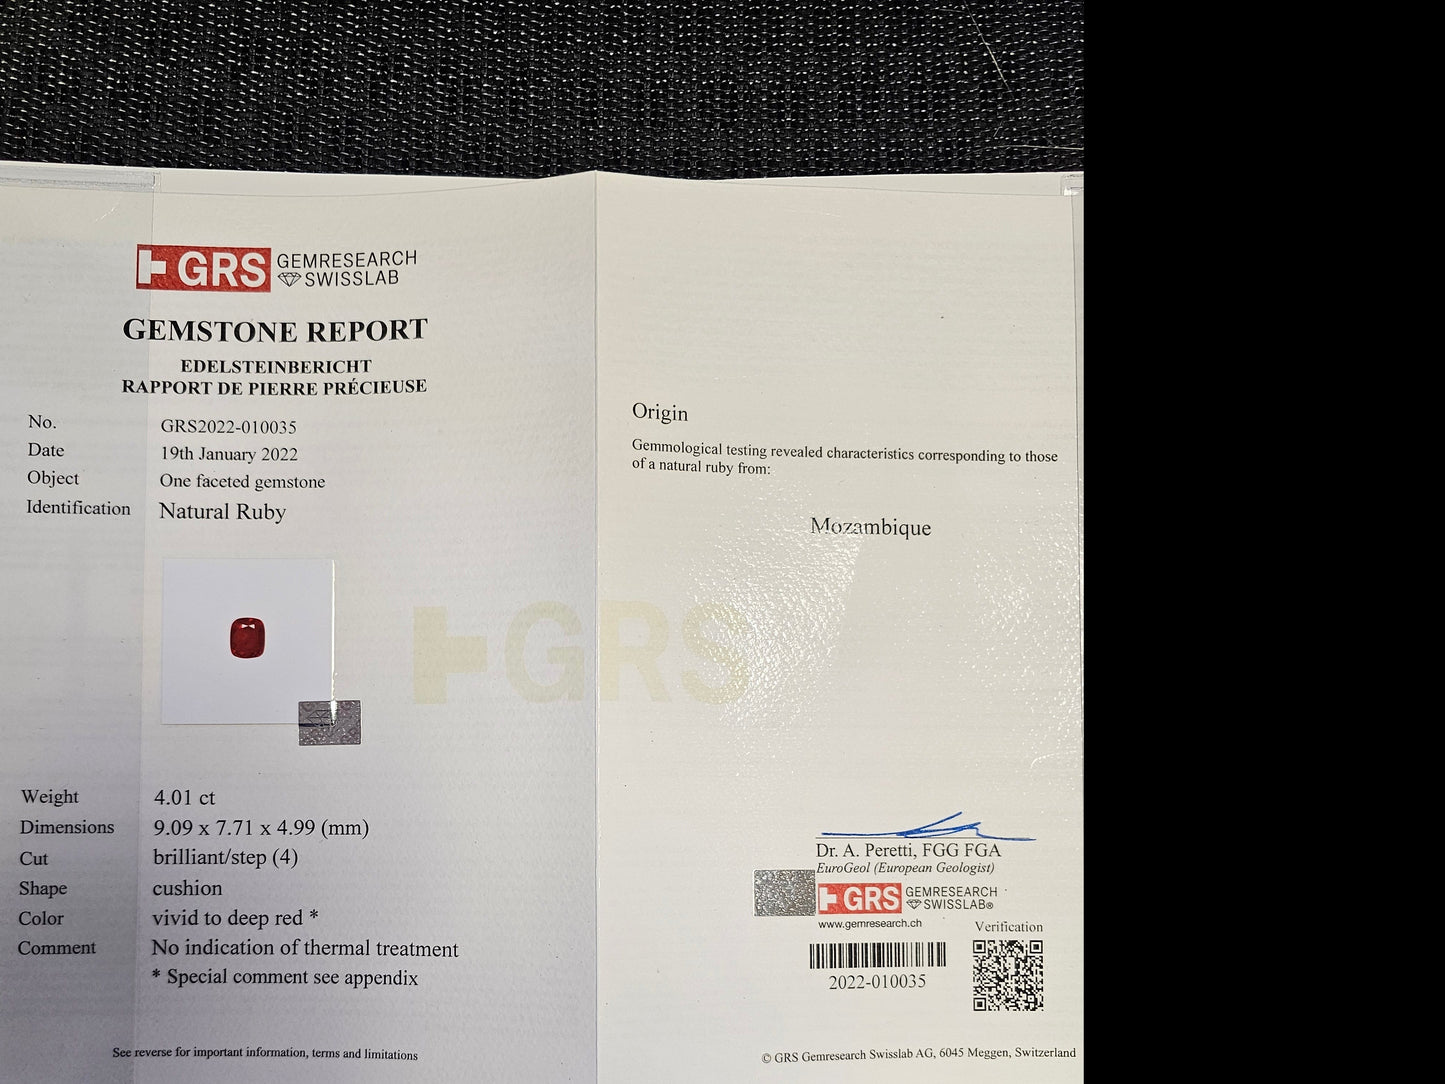 GRS GEMRESEARCH
SWISSLAB
GEMSTONE REPORT
EDELSTEINBERICHT
RAPPORT DE PIERRE PRÉCIEUSE
No. GRS2022-010035
Date 19th January 2022
Object One faceted gemstone
Identification Natural Ruby
Weight 4.01 ct
Dimensions 9.09 x 7.71 x 4.99 (mm)
Cut brilliant/step (4)
Shape cushion
Color vivid to deep red *
Comment No indication of thermal treatment
* Special comment see appendix
See reverse for important information, terms and limitations
GRS
Origin
Gemmological testing revealed characteristics corresponding to those
of a natural ruby from:
Mozambique
Dr. A. Peretti, FGG FGA
EuroGeol (European Geologist)
GRS GEMRESEARCH
SWISSLAB®
www.gemresearch.ch
Verification
2022-010035
© GRS Gemresearch Swisslab AG, 6045 Meggen, Switzerland